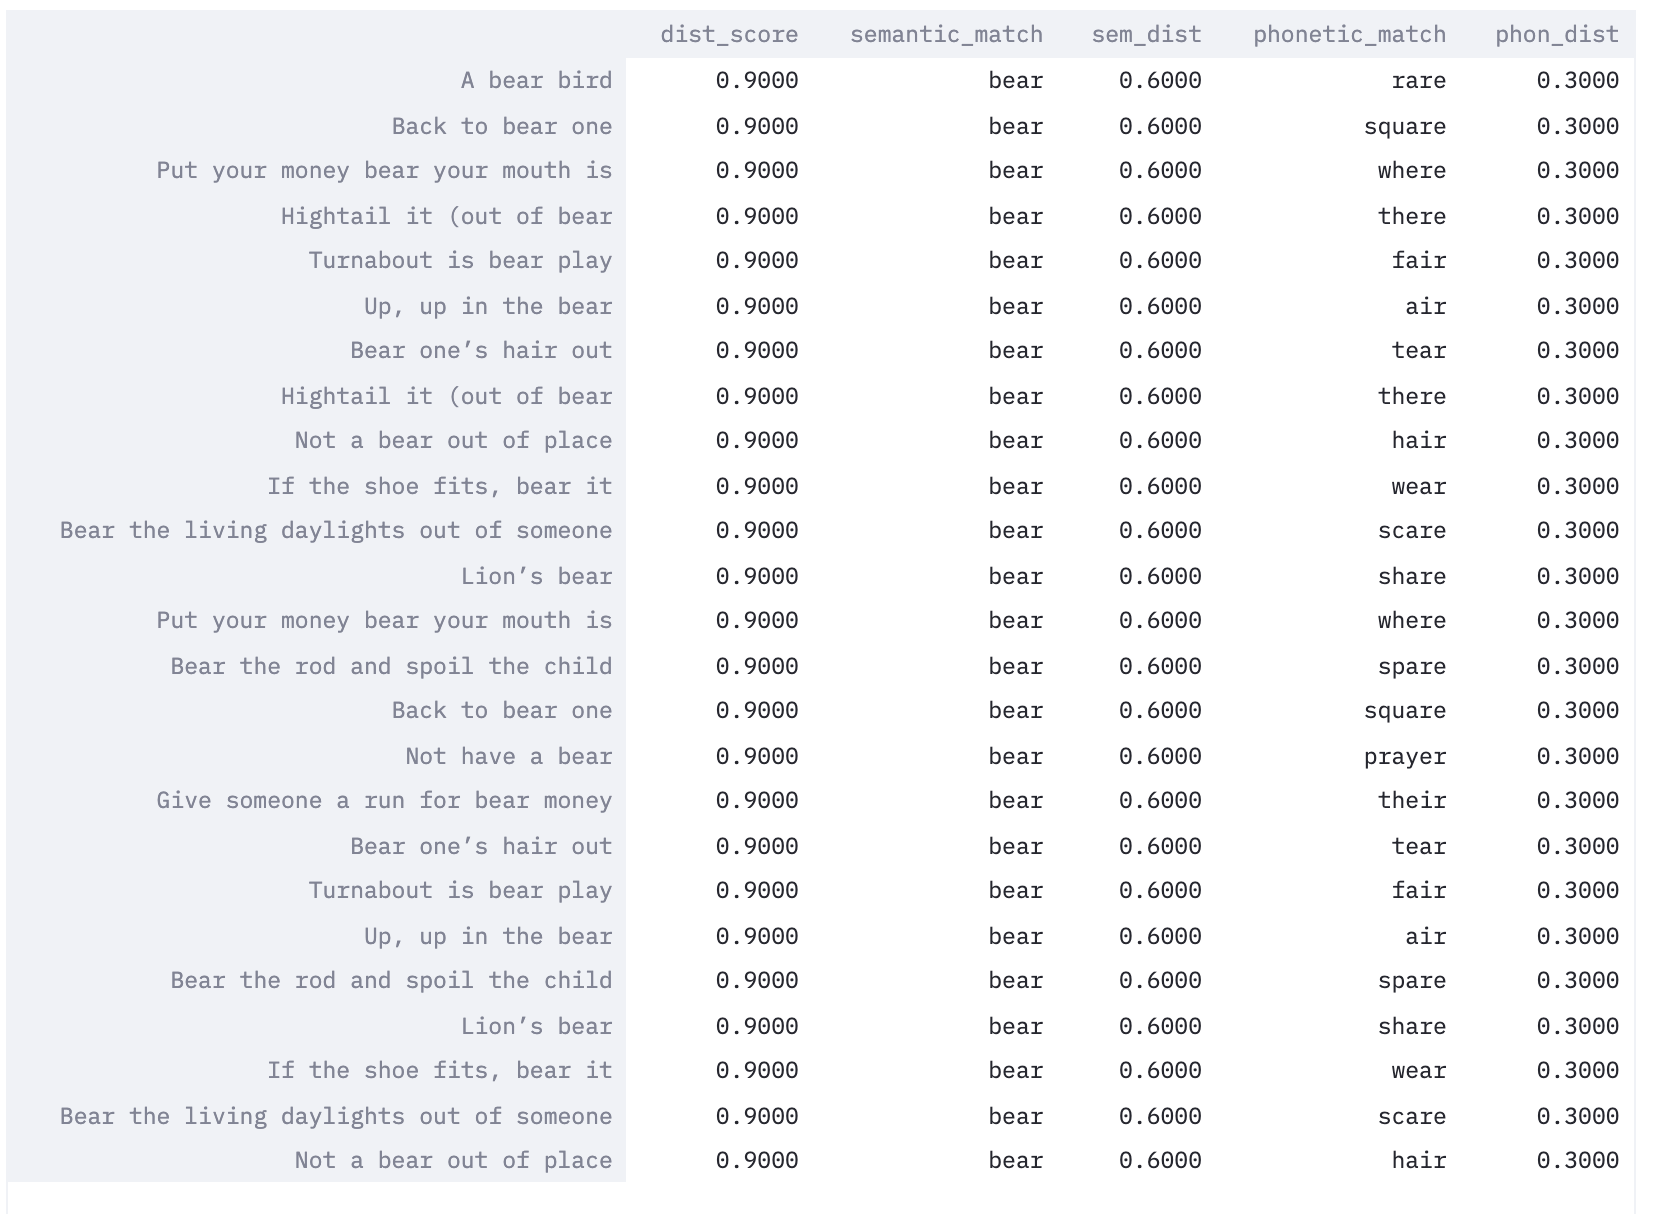 dist_score semantic_match sem_dist phonetic_match phon_dist
A bear bird 0.9000 bear 0.6000 rare 0.3000
Back to bear one 0.9000 bear 0.6000 square 0.3000
Put your money bear your mouth is 0.9000 bear 0.6000 where 0.3000
Hightail it (out of bear 0.9000 bear 0.6000 there 0.3000
Turnabout is bear play 0.9000 bear 0.6000 fair 0.3000
Up, up in the bear 0.9000 bear 0.6000 air 0.3000
Bear one’s hair out 0.9000 bear 0.6000 tear 0.3000
Hightail it (out of bear 0.9000 bear 0.6000 there 0.3000
Not a bear out of place 0.9000 bear 0.6000 hair 0.3000
If the shoe fits, bear it 0.9000 bear 0.6000 wear 0.3000
Bear the living daylights out of someone 0.9000 bear 0.6000 scare 0.3000
Lion’s bear 0.9000 bear 0.6000 share 0.3000
Put your money bear your mouth is 0.9000 bear 0.6000 where 0.3000
Bear the rod and spoil the child 0.9000 bear 0.6000 spare 0.3000
Back to bear one 0.9000 bear 0.6000 square 0.3000
Not have a bear 0.9000 bear 0.6000 prayer 0.3000
Give someone a run for bear money 0.9000 bear 0.6000 their 0.3000
Bear one’s hair out 0.9000 bear 0.6000 tear 0.3000
Turnabout is bear play 0.9000 bear 0.6000 fair 0.3000
Up, up in the bear 0.9000 bear 0.6000 air 0.3000
Bear the rod and spoil the child 0.9000 bear 0.6000 spare 0.3000
Lion’s bear 0.9000 bear 0.6000 share 0.3000
If the shoe fits, bear it 0.9000 bear 0.6000 wear 0.3000
Bear the living daylights out of someone 0.9000 bear 0.6000 scare 0.3000
Not a bear out of place 0.9000 bear 0.6000 hair 0.3000